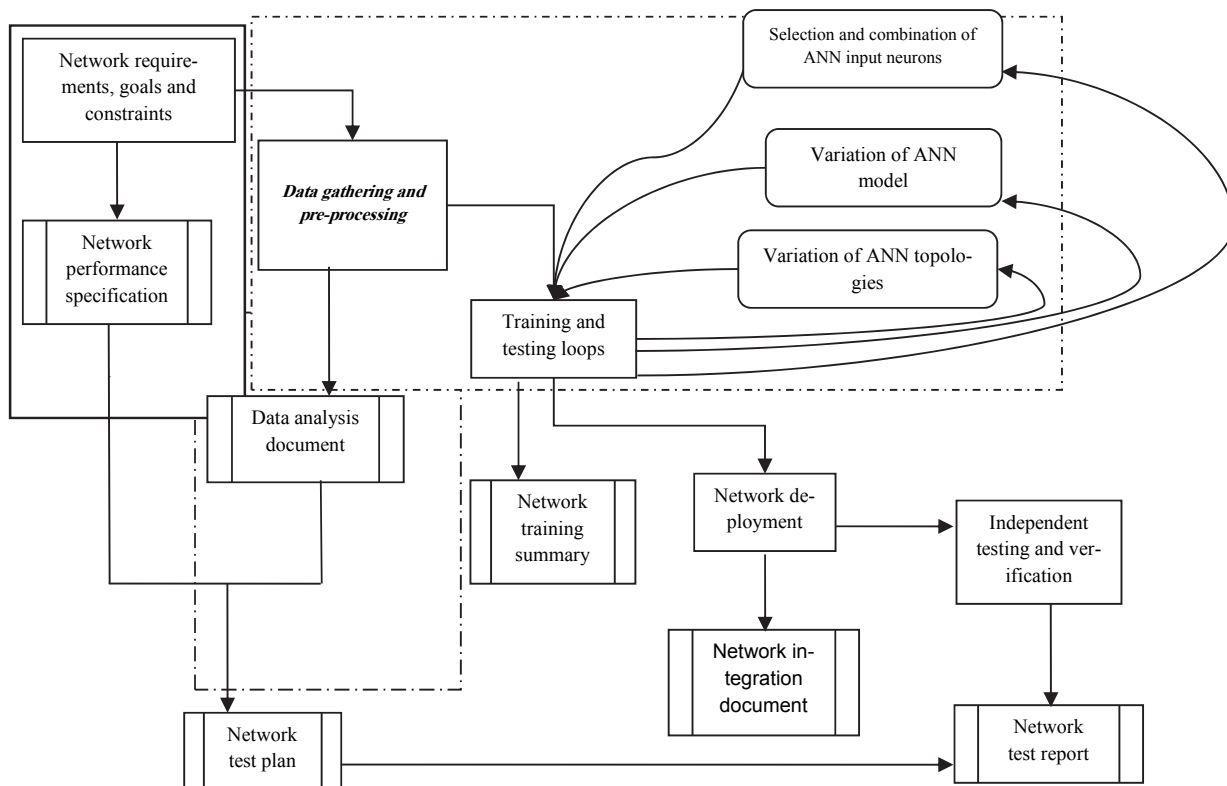 Network require-
ments, goals and
constraints
Selection and combination of
ANN input neurons
Data gathering and
pre-processing
Variation of ANN
model
Network
performance
specification
Variation of ANN topolo-
gies
Training and
testing loops
Data analysis
document
Network
training
summary
Network de-
ployment
Independent
testing and ver-
ification
Network in-
tegration
document
Network
test plan
Network
test report